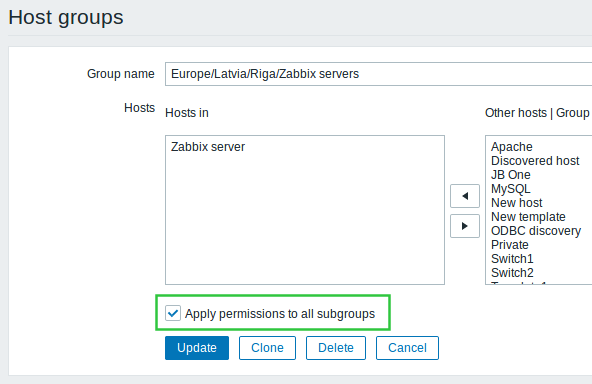 Host groups
Group name
Europe/Latvia/Riga/Zabbix servers
Hosts
Hosts in
Other hosts | Group
Zabbix server
Apache
Discovered host
JB One
MySQL
New host
New template
ODBC discovery
Private
Switch1
Switch2
Apply permissions to all subgroups
Update
Clone
Delete
Cancel